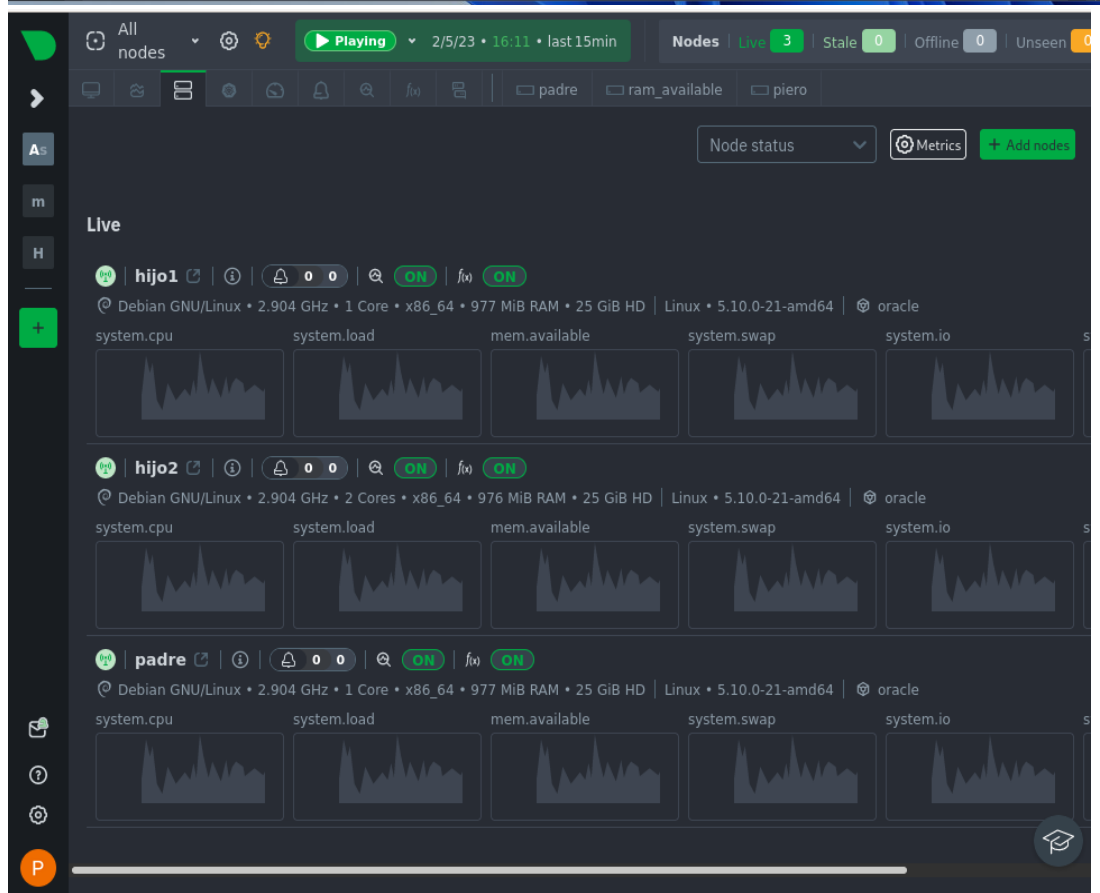 All nodes
Playing 2/5/23 • 16:11 • last 15min
Nodes Live 3 Stale 0 Offline 0 Unseen 0
f(x) padre ram_available piero
As
m
H
+
Node status Metrics + Add nodes
Live
hijo1 0 0 ON f(x) ON
Debian GNU/Linux • 2.904 GHz • 1 Core • x86_64 • 977 MiB RAM • 25 GiB HD Linux • 5.10.0-21-amd64 oracle
system.cpu system.load mem.available system.swap system.io s
hijo2 0 0 ON f(x) ON
Debian GNU/Linux • 2.904 GHz • 2 Cores • x86_64 • 976 MiB RAM • 25 GiB HD Linux • 5.10.0-21-amd64 oracle
system.cpu system.load mem.available system.swap system.io s
padre 0 0 ON f(x) ON
Debian GNU/Linux • 2.904 GHz • 1 Core • x86_64 • 977 MiB RAM • 25 GiB HD Linux • 5.10.0-21-amd64 oracle
system.cpu system.load mem.available system.swap system.io s
P